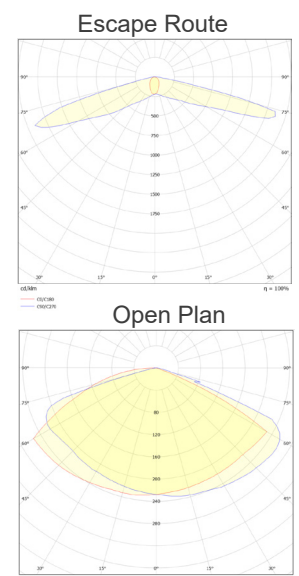 Escape Route
90° 90°
75° 500 75°
750
60° 1000 60°
1250
45° 1750 45°
30° 15° 0° 15° 30°
cd/klm η = 100%
C0/C180
C90/C270
Open Plan
90° 90°
75° 75°
80
60° 120 60°
160
200
45° 240 45°
280
30° 15° 0° 15° 30°